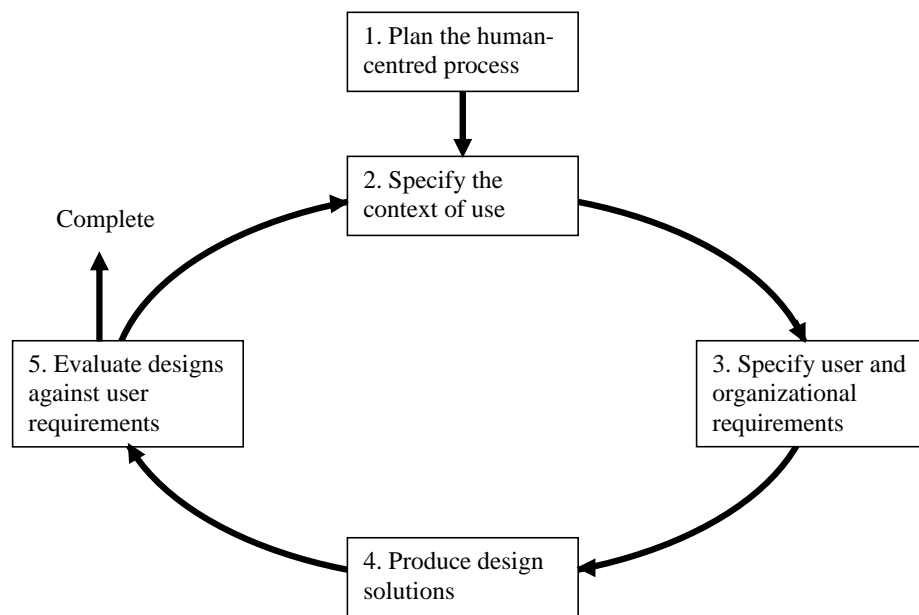 1. Plan the human-
centred process
2. Specify the
context of use
Complete
5. Evaluate designs
against user
requirements
3. Specify user and
organizational
requirements
4. Produce design
solutions